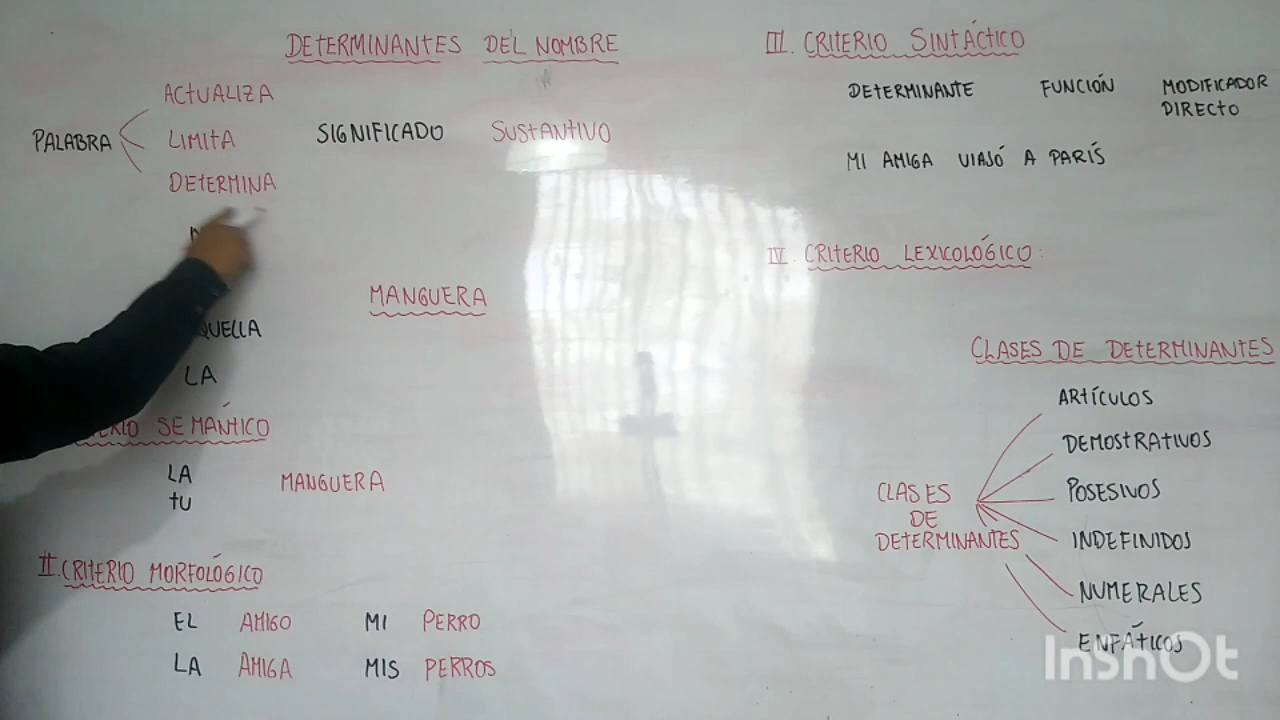 DETERMINANTES DEL NOMBRE
PALABRA
ACTUALIZA
LIMITA
DETERMINA
SIGNIFICADO SUSTANTIVO
MANGUERA
LA
SEMÁNTICO
LA
TU
MANGUERA
II. CRITERIO MORFOLÓGICO
EL AMIGO MI PERRO
LA AMIGA MIS PERROS
III. CRITERIO SINTÁCTICO
DETERMINANTE FUNCIÓN MODIFICADOR
DIRECTO
MI AMIGA VIAJÓ A PARÍS
IV. CRITERIO LEXICOLÓGICO:
CLASES DE DETERMINANTES
CLASES
DE
DETERMINANTES
ARTÍCULOS
DEMOSTRATIVOS
POSESIVOS
INDEFINIDOS
NUMERALES
ENFÁTICOS
InShOt